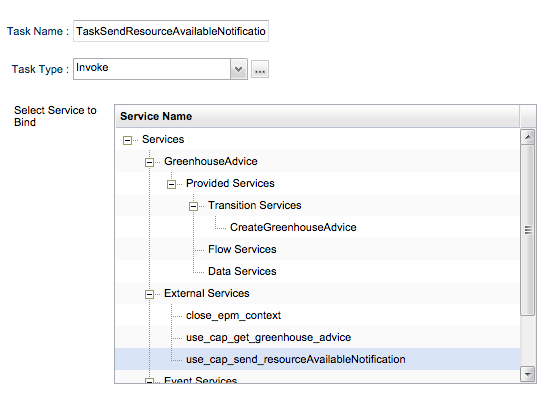 Task Name : TaskSendResourceAvailableNotificatio
Task Type : Invoke
...
Select Service to
Bind
Service Name
Services
GreenhouseAdvice
Provided Services
Transition Services
CreateGreenhouseAdvice
Flow Services
Data Services
External Services
close_epm_context
use_cap_get_greenhouse_advice
use_cap_send_resourceAvailableNotification
Event Services